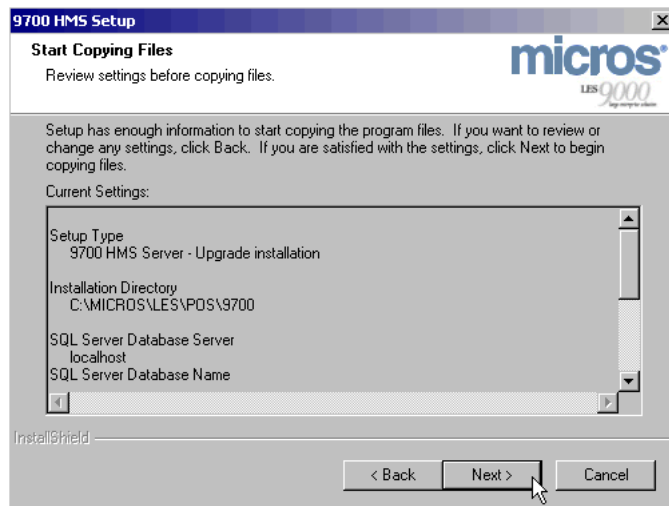 9700 HMS Setup
Start Copying Files
Review settings before copying files.
micros
LES 9000
Setup has enough information to start copying the program files. If you want to review or
change any settings, click Back. If you are satisfied with the settings, click Next to begin
copying files.
Current Settings:
Setup Type
9700 HMS Server - Upgrade installation
Installation Directory
C:\MICROS\LES\POS\9700
SQL Server Database Server
localhost
SQL Server Database Name
InstallShield
< Back
Next >
Cancel